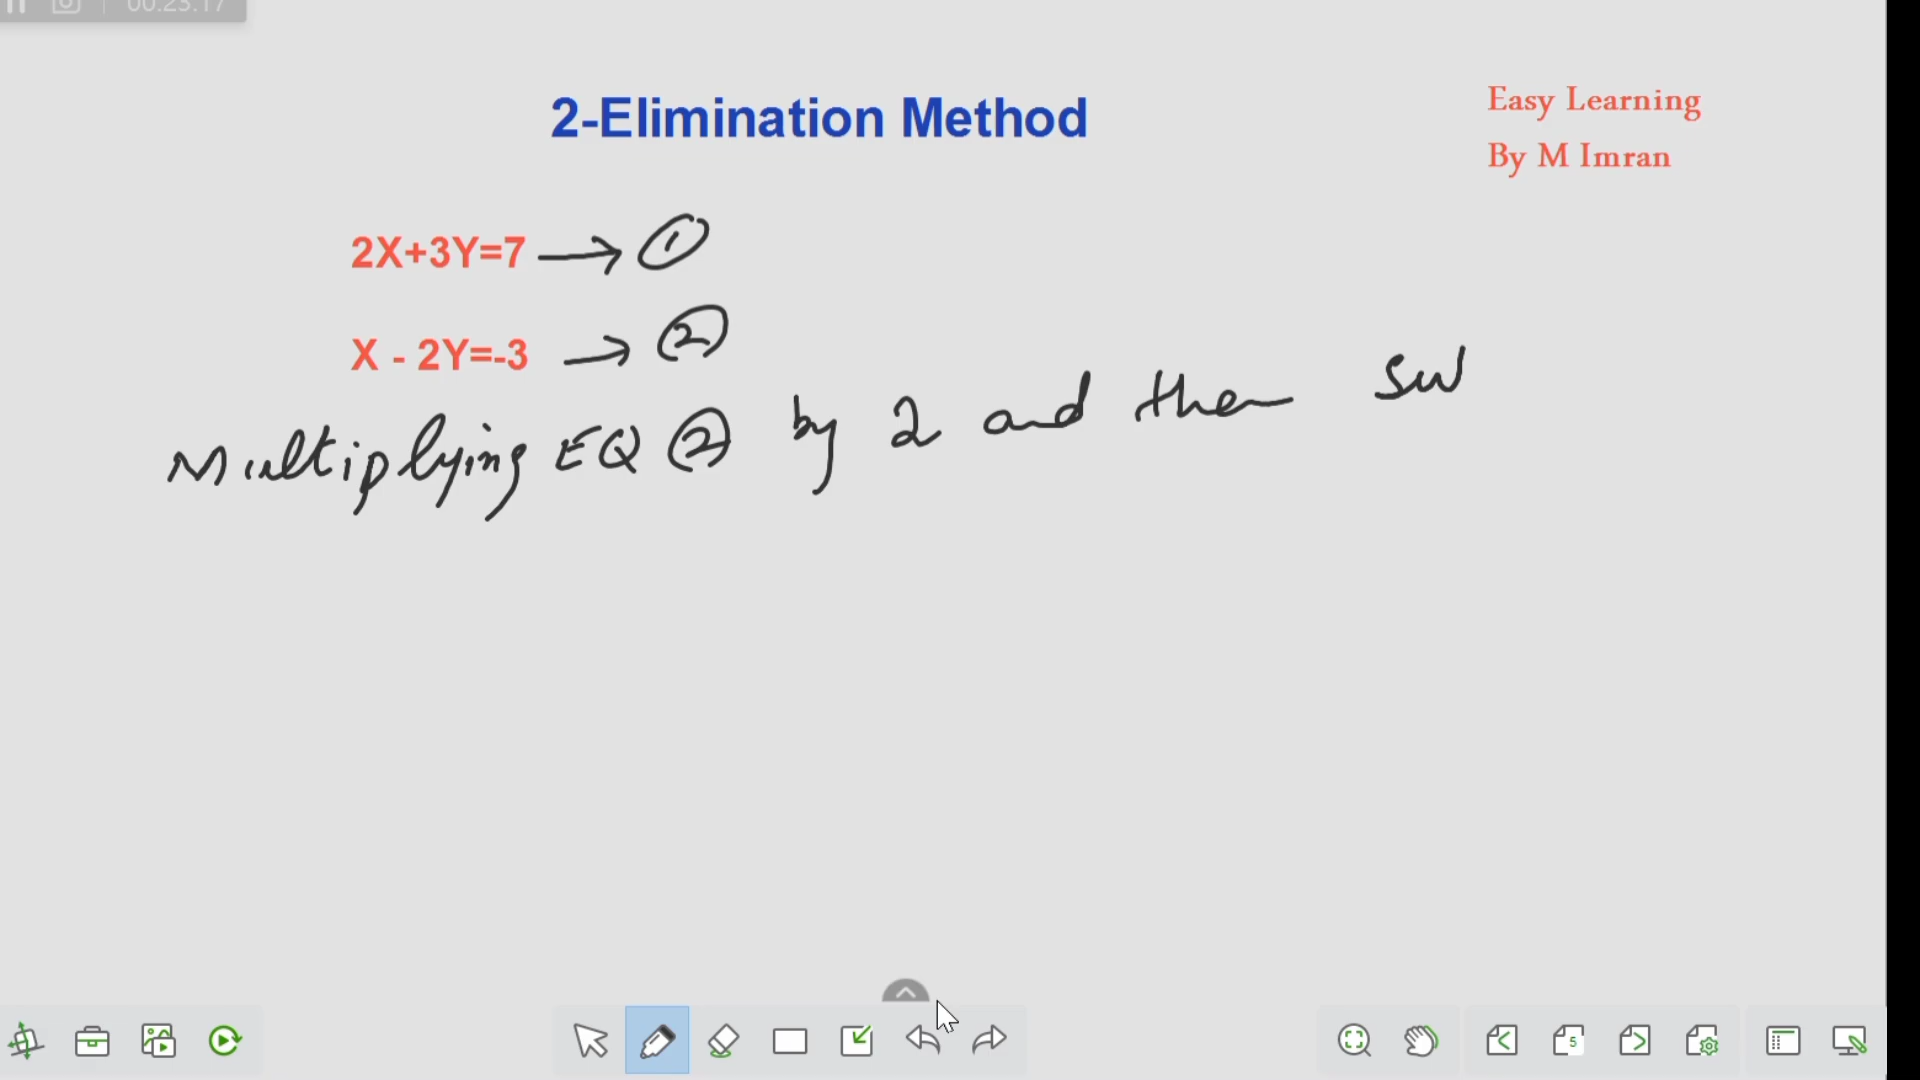 2-Elimination Method
Easy Learning
By M Imran
2X+3Y=7 → ①
X - 2Y=-3 → ②
Multiplying EQ ② by 2 and then
5